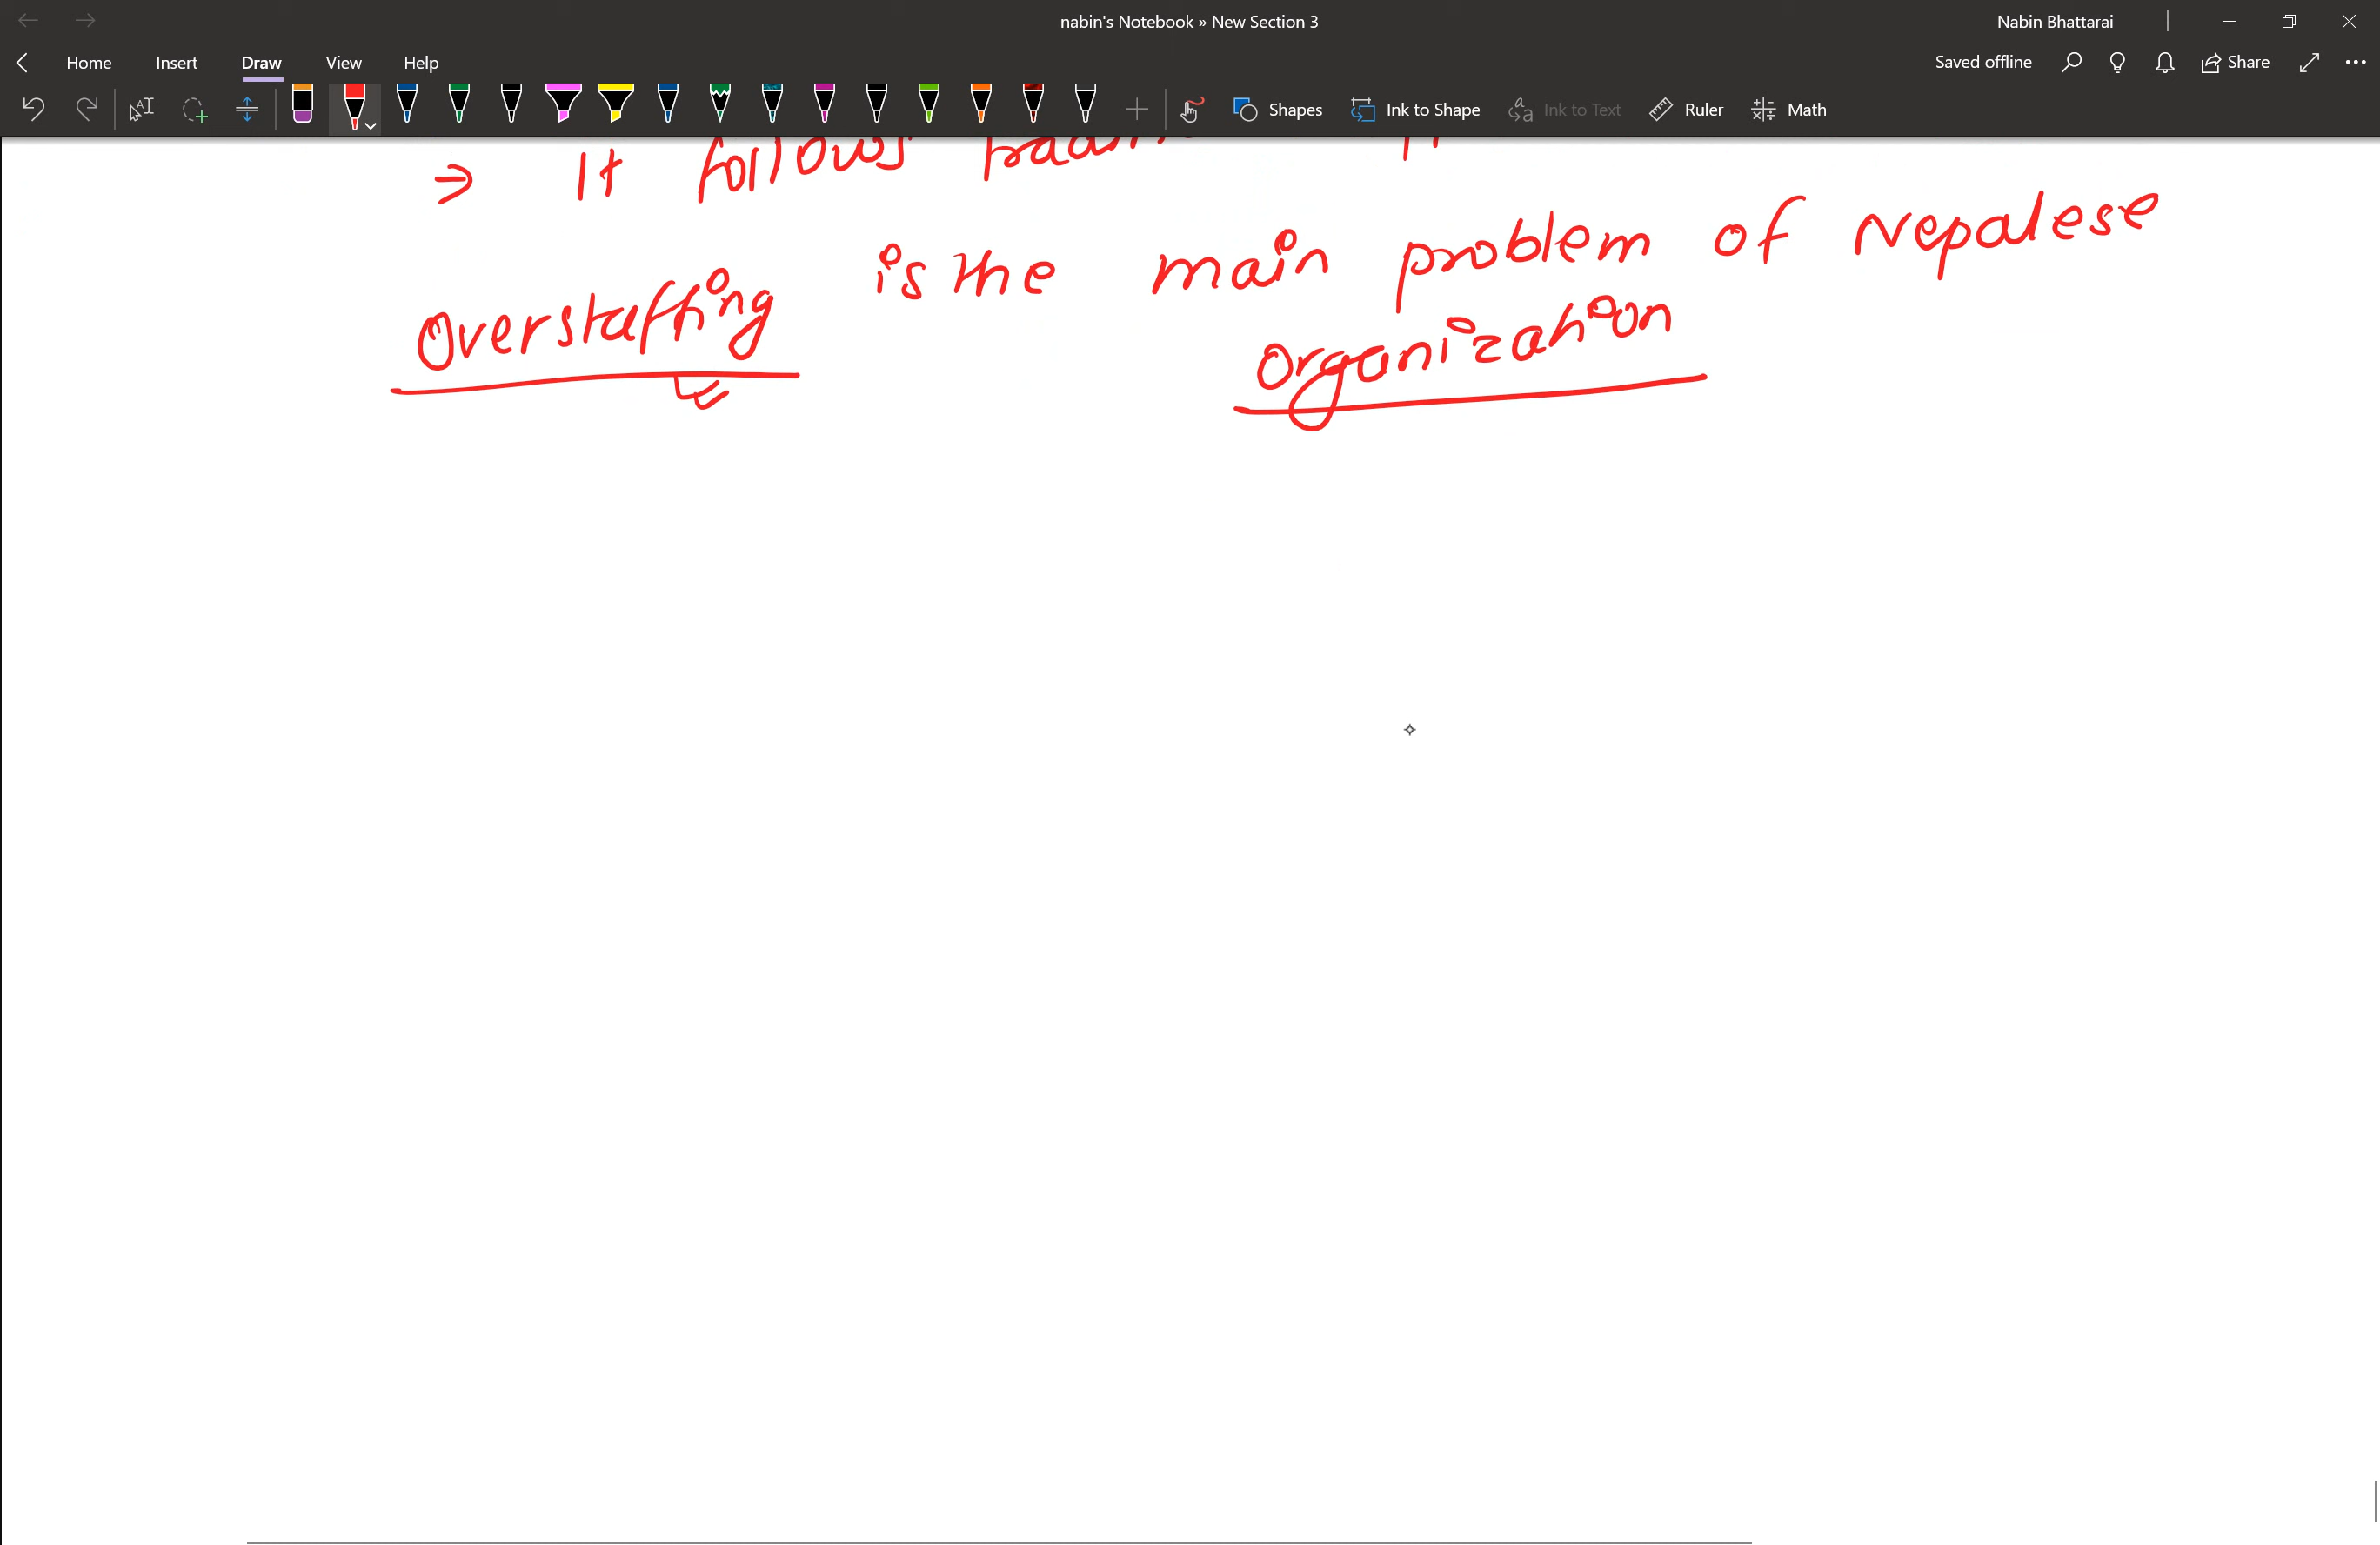 nabin's Notebook » New Section 3
Nabin Bhattarai
Home Insert Draw View Help
Saved offline
Share
Shapes Ink to Shape Ink to Text Ruler Math
⇒ It follows
Overstaffing is the main problem of Nepalese
Organization